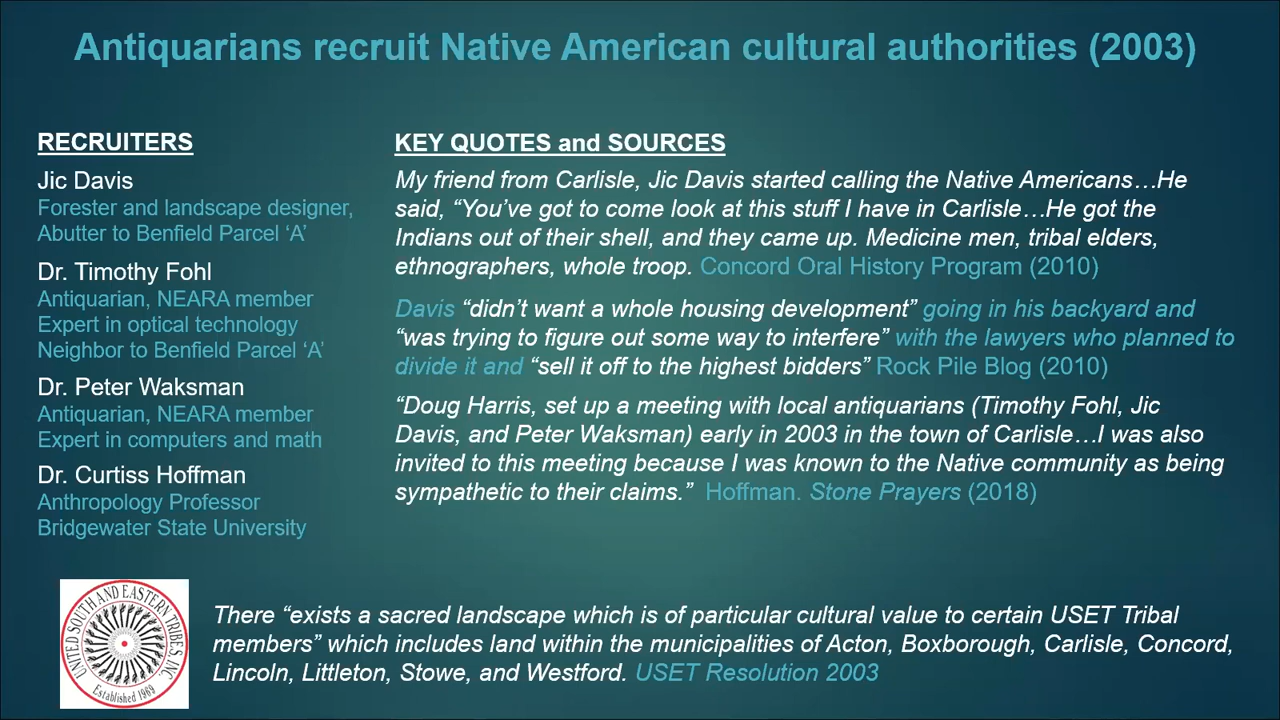 Antiquarians recruit Native American cultural authorities (2003)
RECRUITERS
Jic Davis
Forester and landscape designer,
Abutter to Benfield Parcel ‘A’
Dr. Timothy Fohl
Antiquarian, NEARA member
Expert in optical technology
Neighbor to Benfield Parcel ‘A’
Dr. Peter Waksman
Antiquarian, NEARA member
Expert in computers and math
Dr. Curtiss Hoffman
Anthropology Professor
Bridgewater State University
KEY QUOTES and SOURCES
My friend from Carlisle, Jic Davis started calling the Native Americans…He
said, “You’ve got to come look at this stuff I have in Carlisle…He got the
Indians out of their shell, and they came up. Medicine men, tribal elders,
ethnographers, whole troop. Concord Oral History Program (2010)
Davis “didn’t want a whole housing development” going in his backyard and
“was trying to figure out some way to interfere” with the lawyers who planned to
divide it and “sell it off to the highest bidders” Rock Pile Blog (2010)
“Doug Harris, set up a meeting with local antiquarians (Timothy Fohl, Jic
Davis, and Peter Waksman) early in 2003 in the town of Carlisle…I was also
invited to this meeting because I was known to the Native community as being
sympathetic to their claims.” Hoffman. Stone Prayers (2018)
UNITED SOUTH AND EASTERN TRIBES, INC.
Established 1969
There “exists a sacred landscape which is of particular cultural value to certain USET Tribal
members” which includes land within the municipalities of Acton, Boxborough, Carlisle, Concord,
Lincoln, Littleton, Stowe, and Westford. USET Resolution 2003